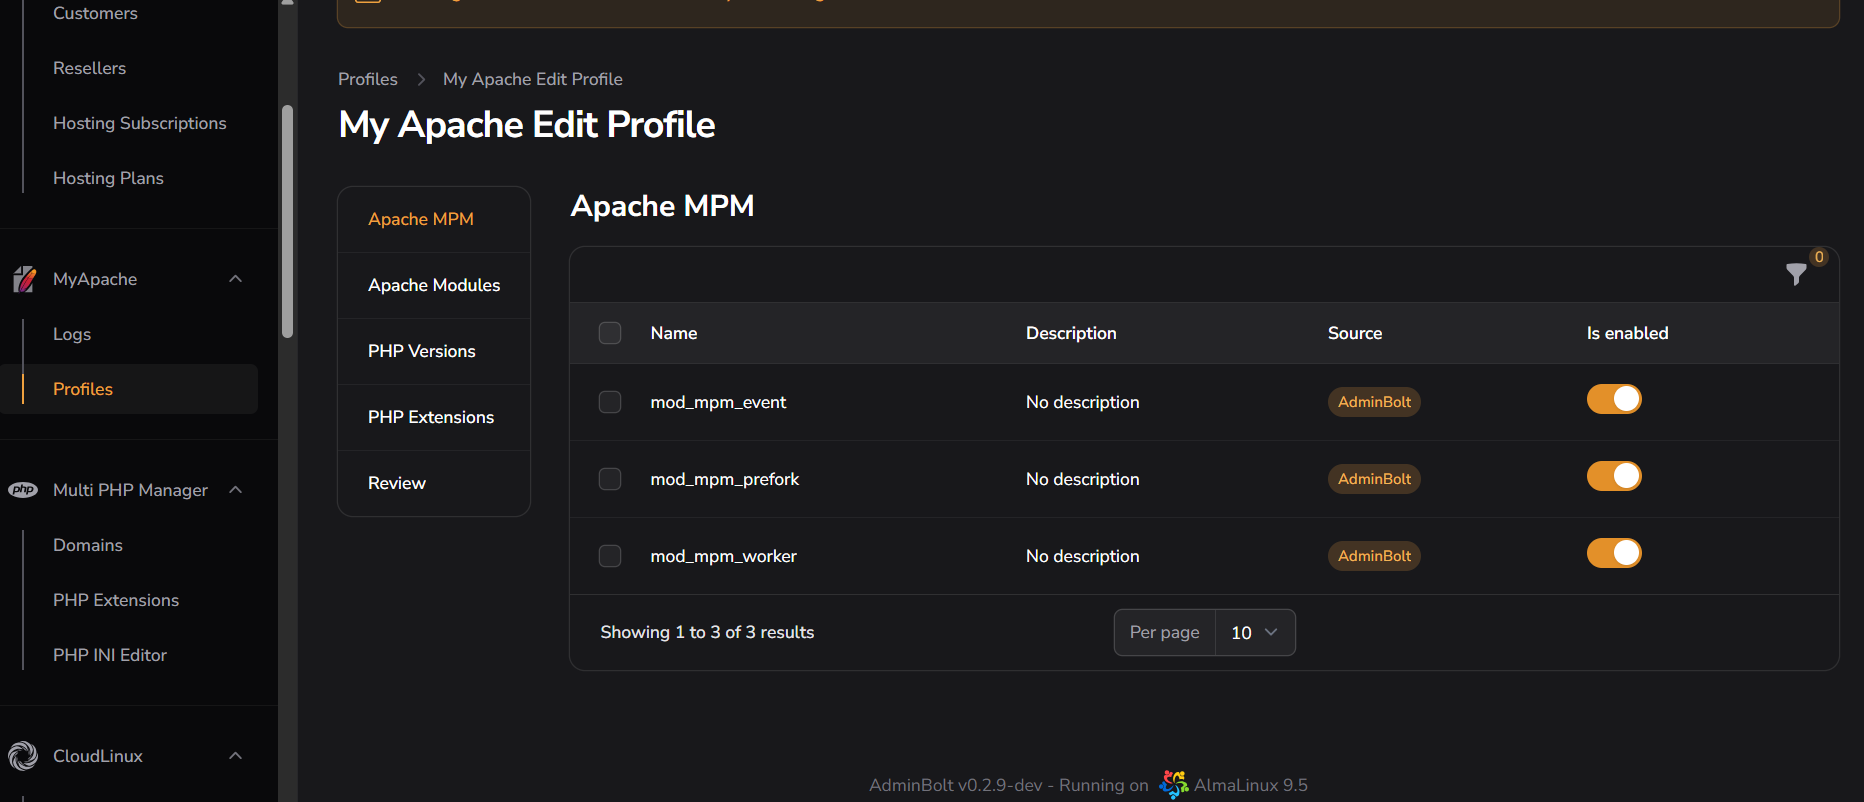 Customers
Resellers
Hosting Subscriptions
Hosting Plans
MyApache
Logs
Profiles
Multi PHP Manager
Domains
PHP Extensions
PHP INI Editor
CloudLinux
Profiles > My Apache Edit Profile
My Apache Edit Profile
Apache MPM
Apache Modules
PHP Versions
PHP Extensions
Review
Apache MPM
0
Name Description Source Is enabled
mod_mpm_event No description AdminBolt
mod_mpm_prefork No description AdminBolt
mod_mpm_worker No description AdminBolt
Showing 1 to 3 of 3 results Per page 10
AdminBolt v0.2.9-dev - Running on AlmaLinux 9.5
php